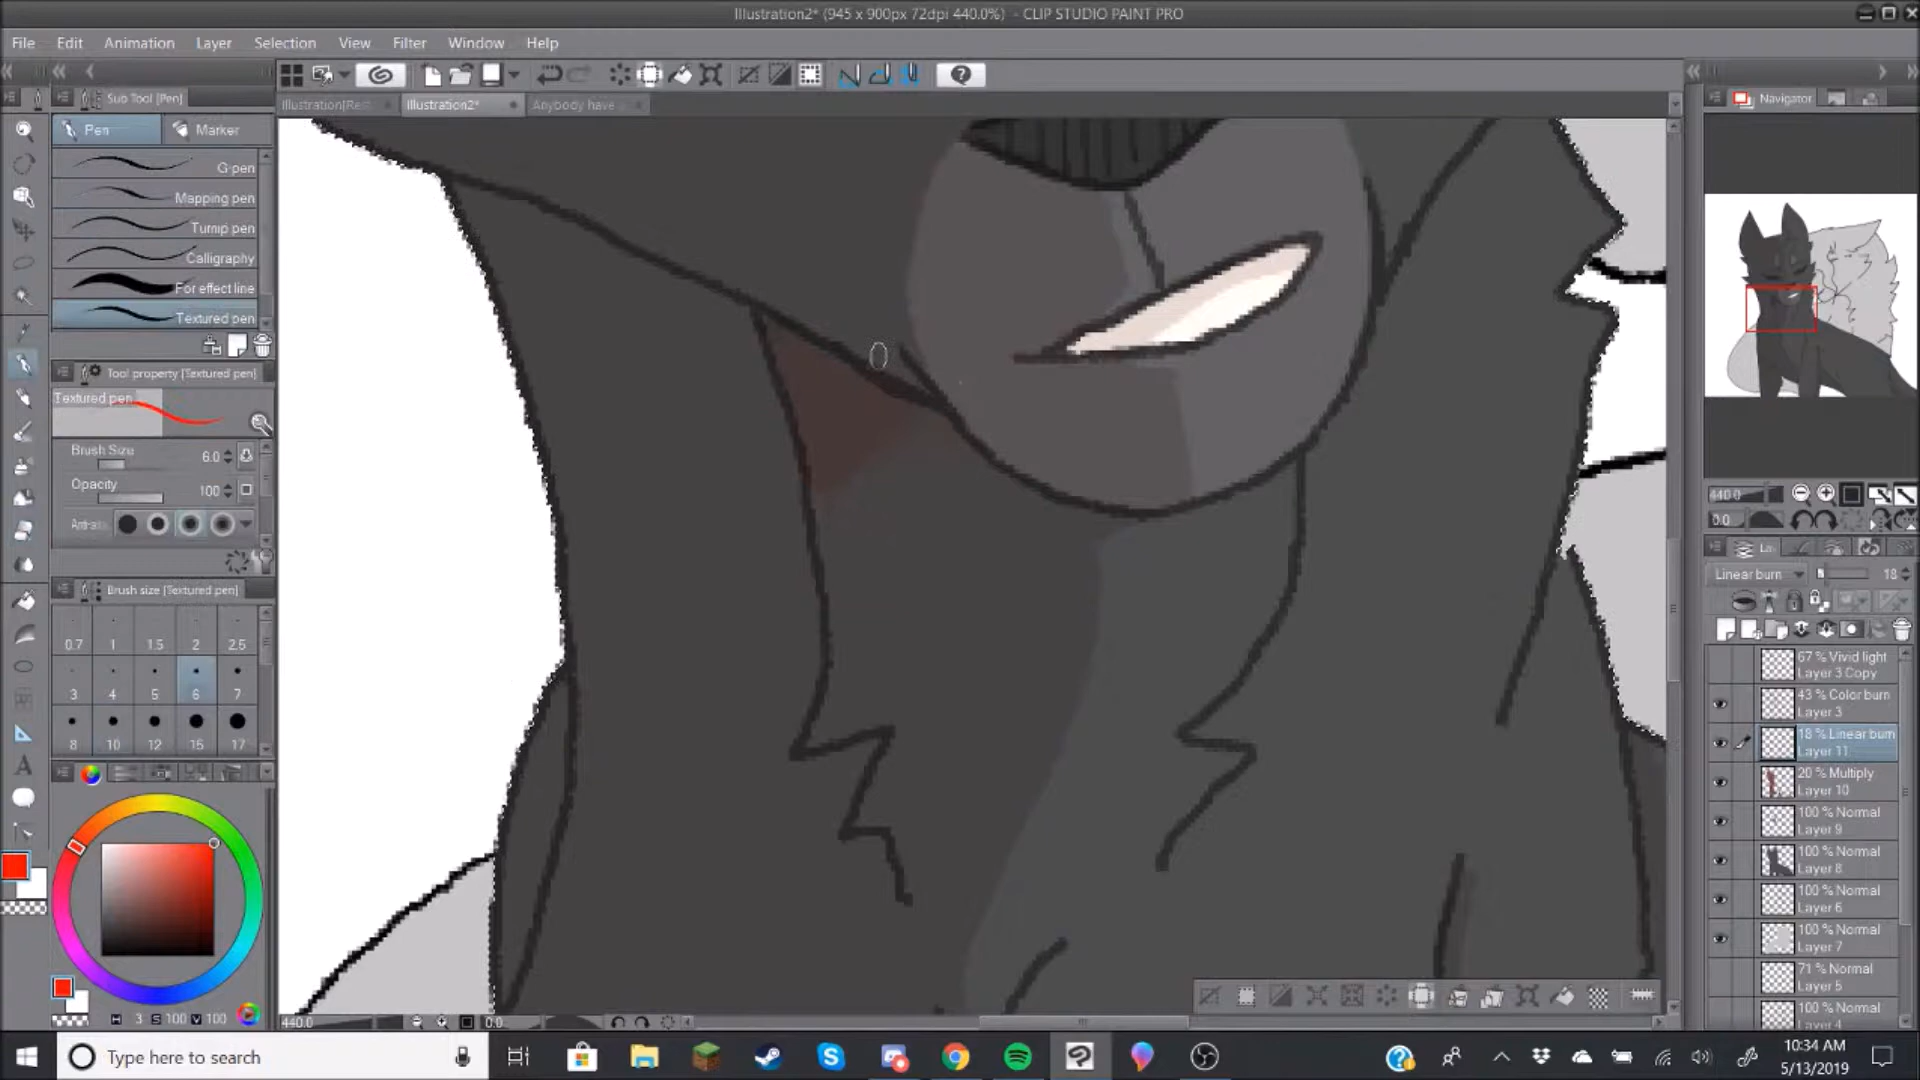 Illustration2* (945 x 900px 72dpi 440.0%) - CLIP STUDIO PAINT PRO
File Edit Animation Layer Selection View Filter Window Help
Sub Tool [Pen]
Illustration[Rest
Illustration2*
Anybody have
Navigator
Pen
Marker
G-pen
Mapping pen
Turnip pen
Calligraphy
For effect line
Textured pen
Tool property [Textured pen]
Textured pen
Brush Size 6.0
Opacity 100
Brush size [Textured pen]
0.7 1 1.5 2 2.5
3 4 5 6 7
8 10 12 15 17
H 3 S 100 V 100
440.0 0.0
440.0
0.0
La
Linear burn 18
67 % Vivid light
Layer 3 Copy
43 % Color burn
Layer 3
18 % Linear burn
Layer 11
20 % Multiply
Layer 10
100 % Normal
Layer 9
100 % Normal
Layer 8
100 % Normal
Layer 6
100 % Normal
Layer 7
71 % Normal
Layer 5
100 % Normal
Layer 4
Type here to search
10:34 AM
5/13/2019